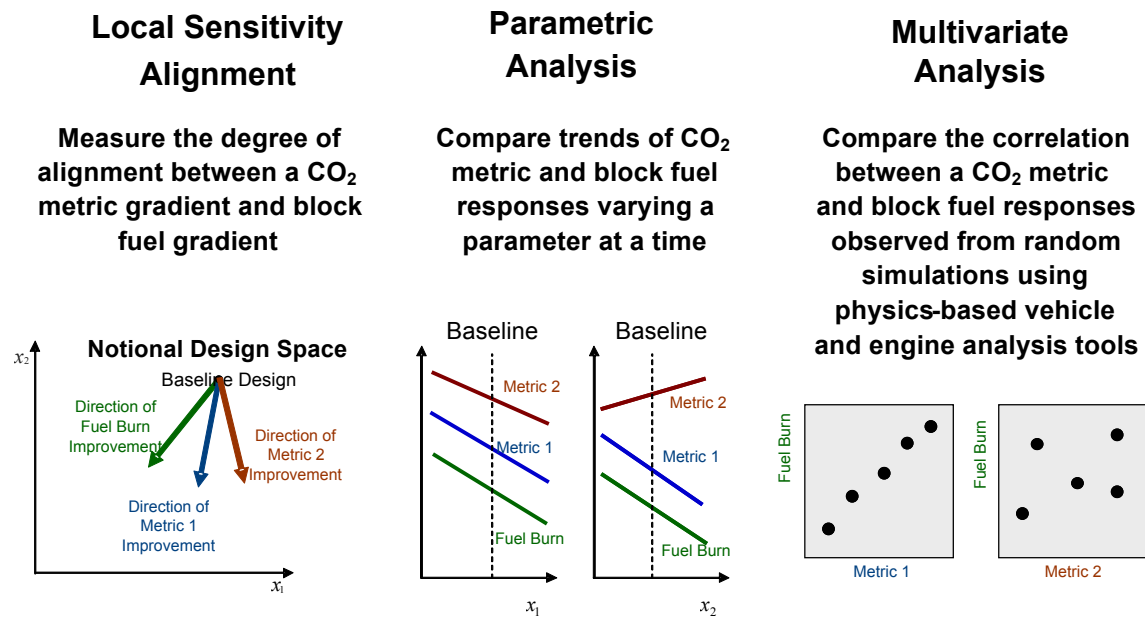 Local Sensitivity
Alignment
Measure the degree of
alignment between a CO₂
metric gradient and block
fuel gradient
x₂
Notional Design Space
Baseline Design
Direction of
Fuel Burn
Improvement
Direction of
Metric 2
Improvement
Direction of
Metric 1
Improvement
x₁
Parametric
Analysis
Compare trends of CO₂
metric and block fuel
responses varying a
parameter at a time
Baseline
Metric 2
Metric 1
Fuel Burn
x₁
Baseline
Metric 2
Metric 1
Fuel Burn
x₂
Multivariate
Analysis
Compare the correlation
between a CO₂ metric
and block fuel responses
observed from random
simulations using
physics-based vehicle
and engine analysis tools
Fuel Burn
Metric 1
Fuel Burn
Metric 2